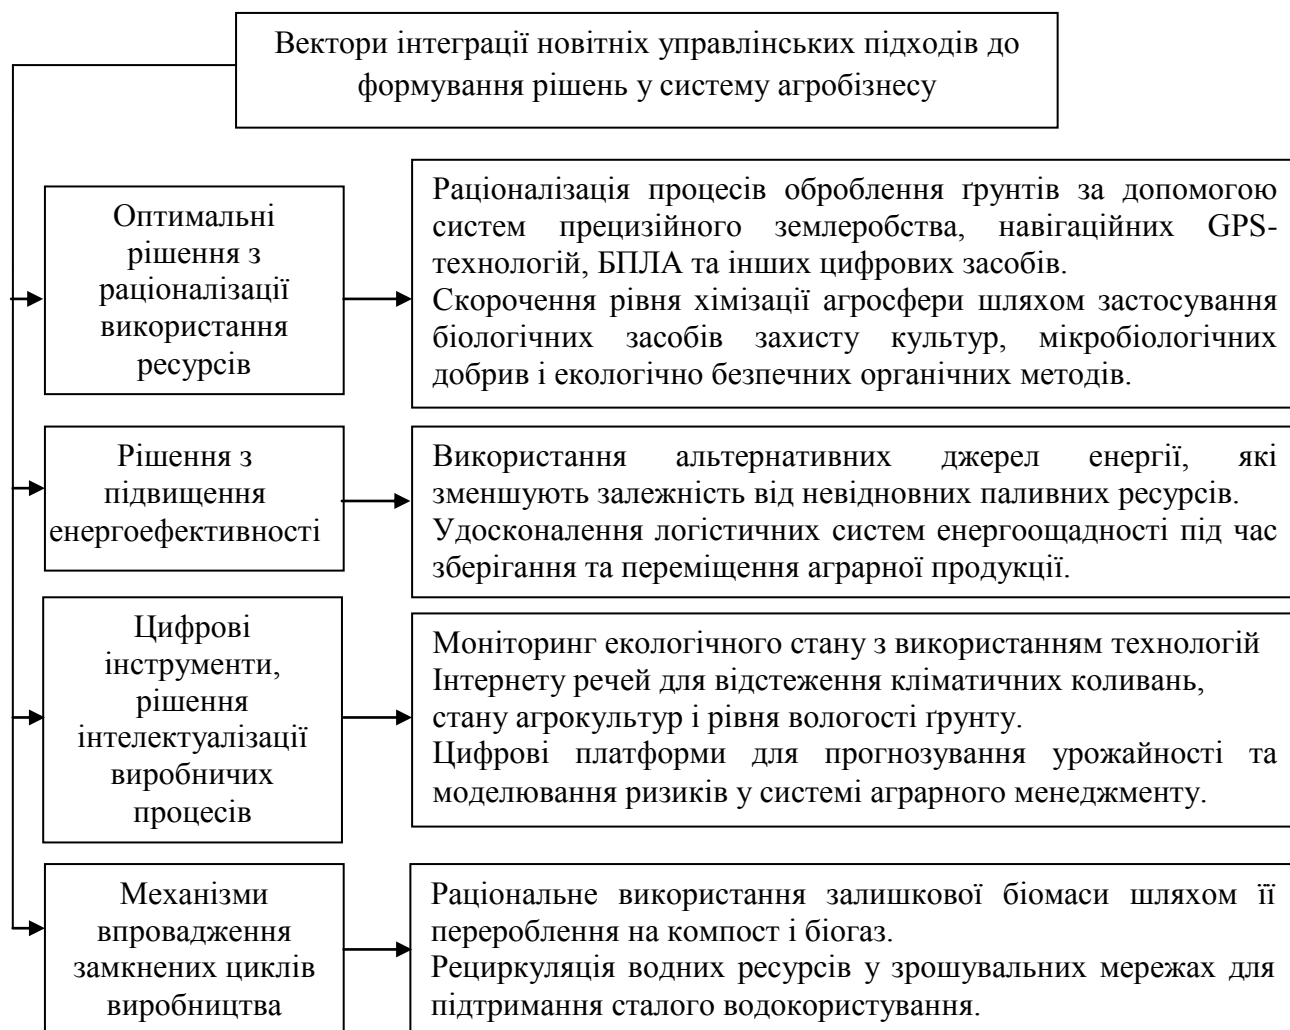 Вектори інтеграції новітніх управлінських підходів до
формування рішень у систему агробізнесу
Оптимальні
рішення з
раціоналізації
використання
ресурсів
Раціоналізація процесів оброблення ґрунтів за допомогою
систем прецизійного землеробства, навігаційних GPS-
технологій, БПЛА та інших цифрових засобів.
Скорочення рівня хімізації агросфери шляхом застосування
біологічних засобів захисту культур, мікробіологічних
добрив і екологічно безпечних органічних методів.
Рішення з
підвищення
енергоефективності
Використання альтернативних джерел енергії, які
зменшують залежність від невідновних паливних ресурсів.
Удосконалення логістичних систем енергоощадності під час
зберігання та переміщення аграрної продукції.
Цифрові
інструменти,
рішення
інтелектуалізації
виробничих
процесів
Моніторинг екологічного стану з використанням технологій
Інтернету речей для відстеження кліматичних коливань,
стану агрокультур і рівня вологості ґрунту.
Цифрові платформи для прогнозування урожайності та
моделювання ризиків у системі аграрного менеджменту.
Механізми
впровадження
замкнених циклів
виробництва
Раціональне використання залишкової біомаси шляхом її
перероблення на компост і біогаз.
Рециркуляція водних ресурсів у зрошувальних мережах для
підтримання сталого водокористування.